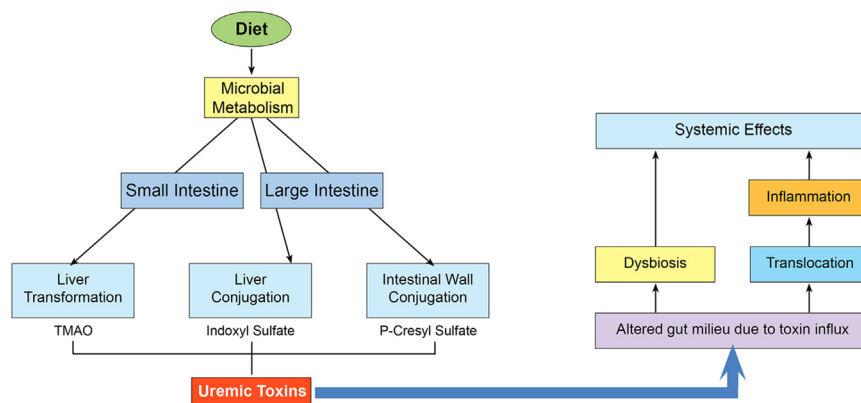 Diet
Microbial
Metabolism
Small Intestine
Large Intestine
Liver
Transformation
Liver
Conjugation
Intestinal Wall
Conjugation
TMAO
Indoxyl Sulfate
P-Cresyl Sulfate
Uremic Toxins
Systemic Effects
Inflammation
Dysbiosis
Translocation
Altered gut milieu due to toxin influx